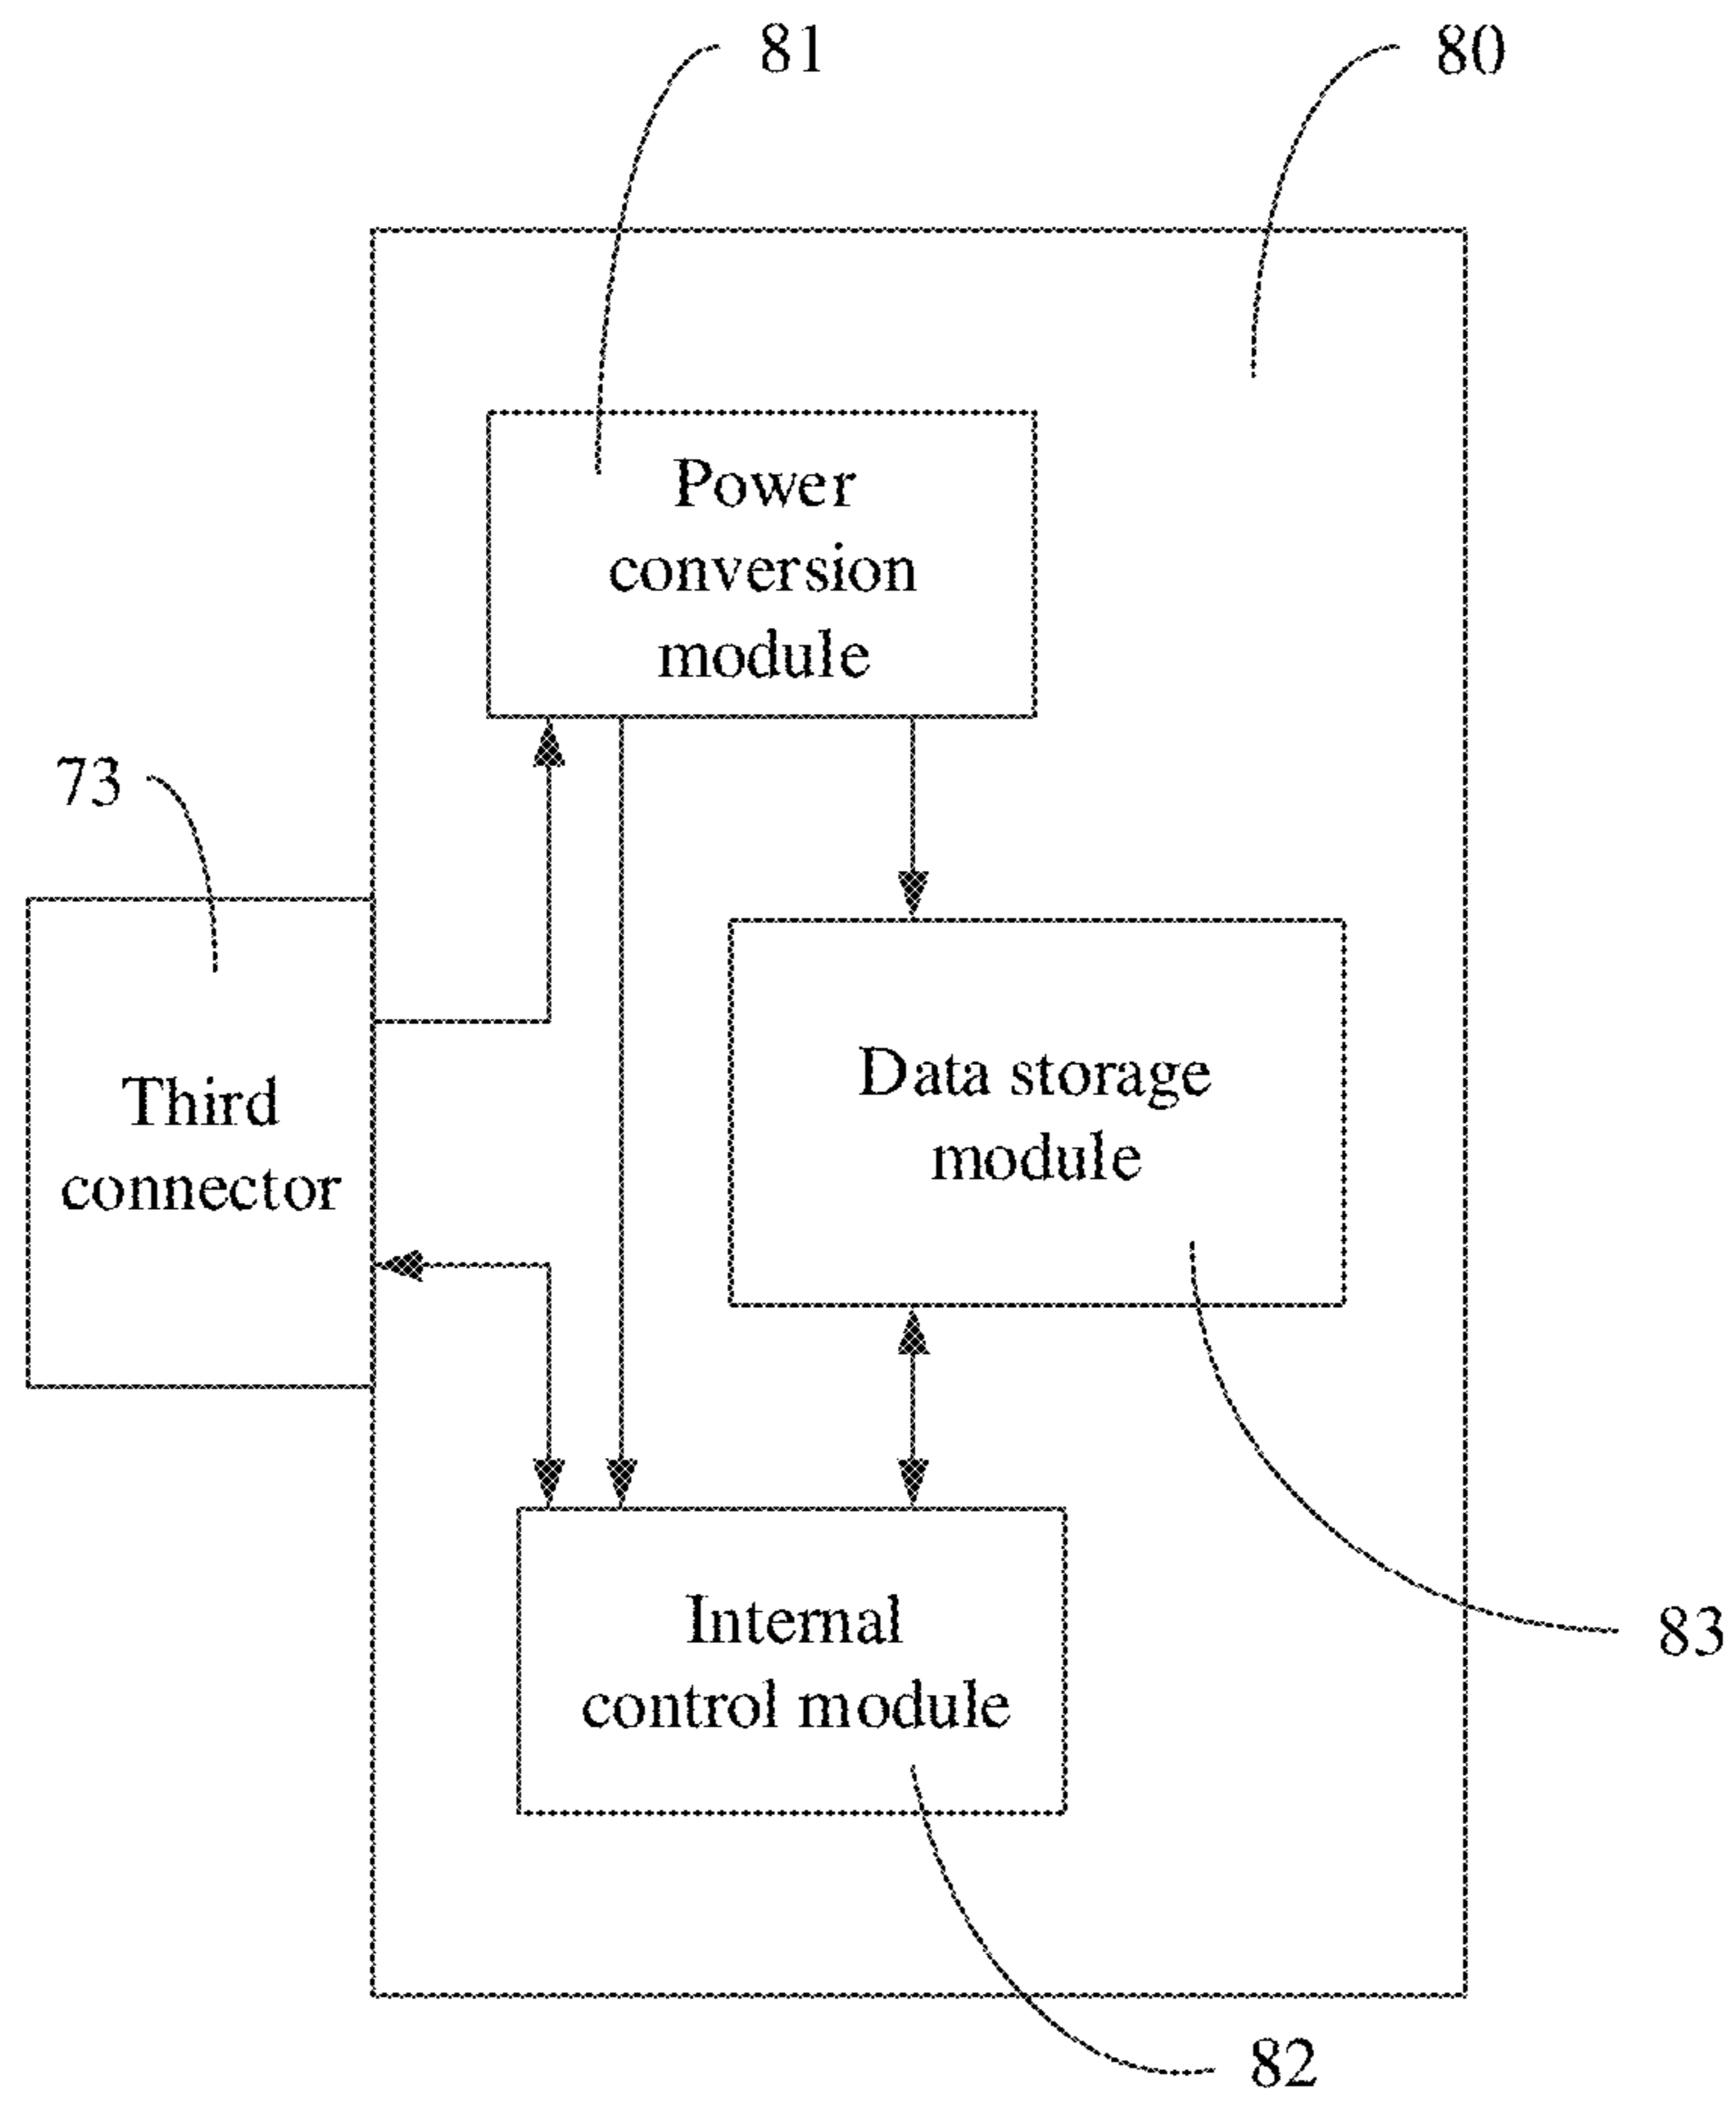 81
80
Power
conversion
module
73
Third
connector
Data storage
module
Internal
control module
83
82